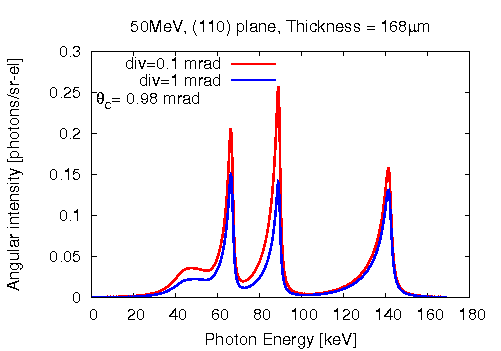 50MeV, (110) plane, Thickness = 168μm
div=0.1 mrad
div=1 mrad
θc= 0.98 mrad
0.3
0.25
0.2
0.15
0.1
0.05
0
Angular intensity [photons/sr-el]
0 20 40 60 80 100 120 140 160 180
Photon Energy [keV]